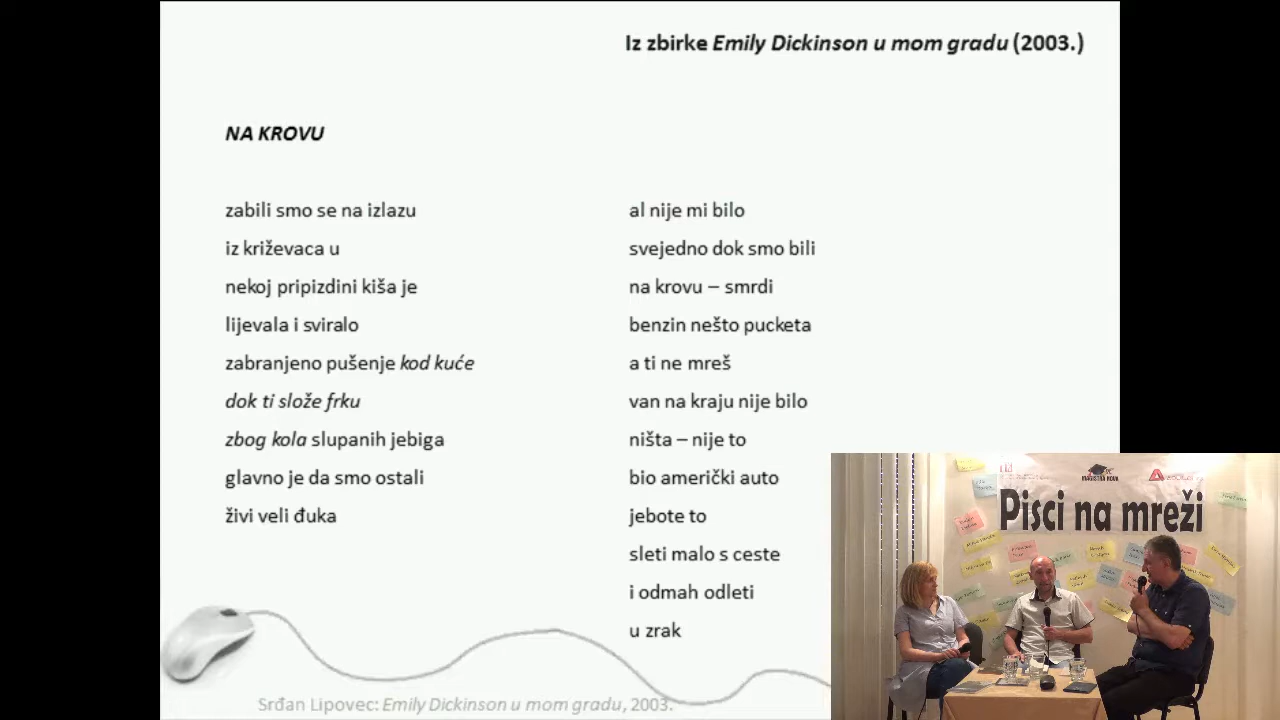 Iz zbirke Emily Dickinson u mom gradu (2003.)
NA KROVU
zabili smo se na izlazu
iz križevaca u
nekoj pripizdini kiša je
lijevala i sviralo
zabranjeno pušenje kod kuće
dok ti slože frku
zbog kola slupanih jebiga
glavno je da smo ostali
živi veli đuka
al nije mi bilo
svejedno dok smo bili
na krovu – smrdi
benzin nešto pucketa
a ti ne mreš
van na kraju nije bilo
ništa – nije to
bio američki auto
jebote to
sleti malo s ceste
i odmah odleti
u zrak
Srđan Lipovec: Emily Dickinson u mom gradu, 2003.
MAGISTRA NOVA
Pisci na mreži